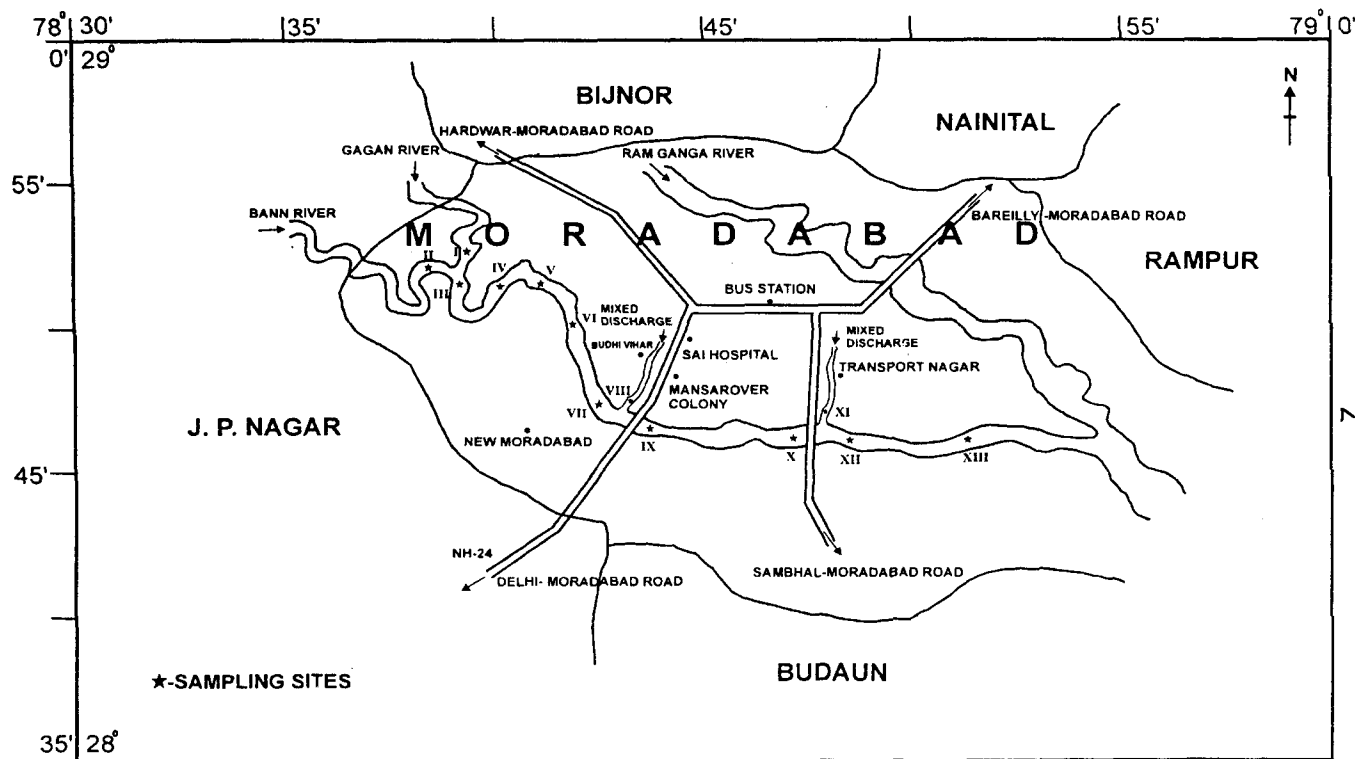 78° 30' 35' 45' 55' 79° 0'
0' 29°
N
BIJNOR
NAINITAL
HARDWAR-MORADABAD ROAD
GAGAN RIVER
RAM GANGA RIVER
55'
BANN RIVER
BAREILLY-MORADABAD ROAD
MORADABAD
RAMPUR
I
II
III
IV
V
BUS STATION
VI MIXED DISCHARGE
MIXED DISCHARGE
BUDHI VIHAR
SAI HOSPITAL
TRANSPORT NAGAR
MANSAROVER
COLONY
VIII
VII
XI
J. P. NAGAR
NEW MORADABAD
IX
X
XII
XIII
7
45'
NH-24
DELHI- MORADABAD ROAD
SAMBHAL-MORADABAD ROAD
BUDAUN
★-SAMPLING SITES
35' 28°